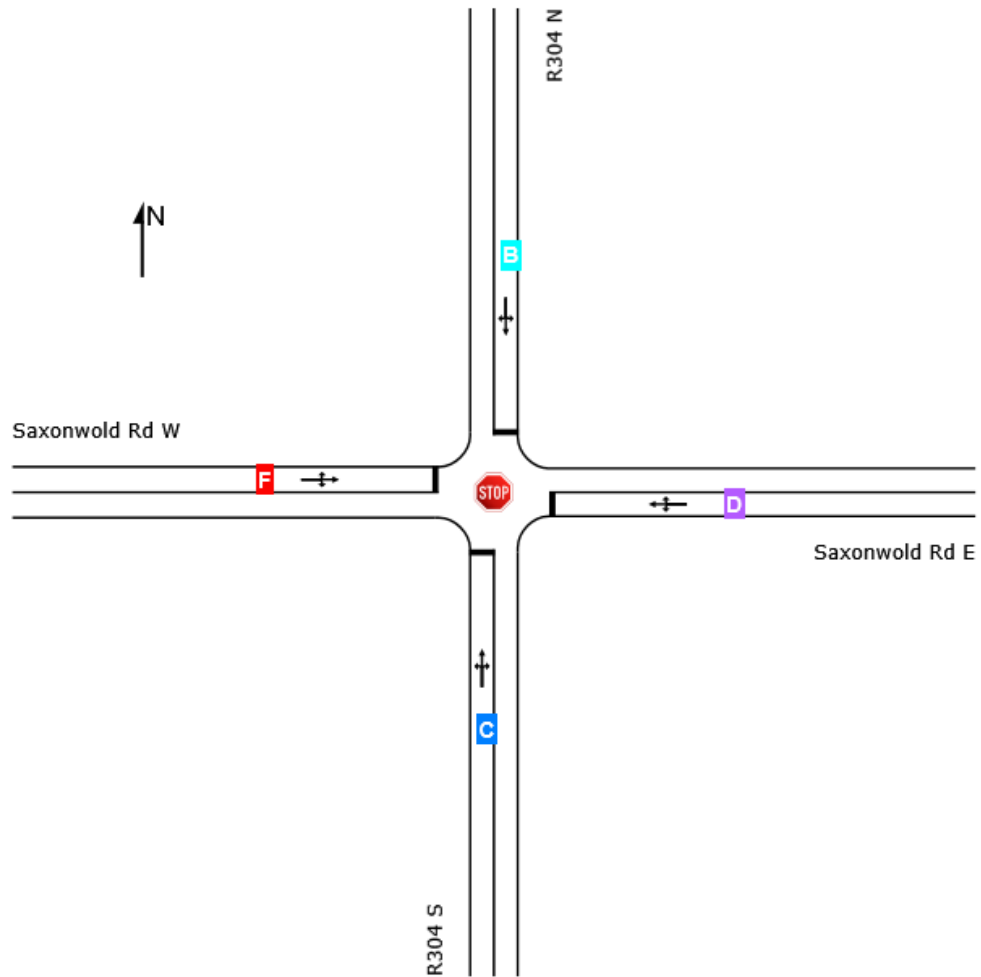 R304 N
N
B
Saxonwold Rd W
F
STOP
D
Saxonwold Rd E
C
R304 S